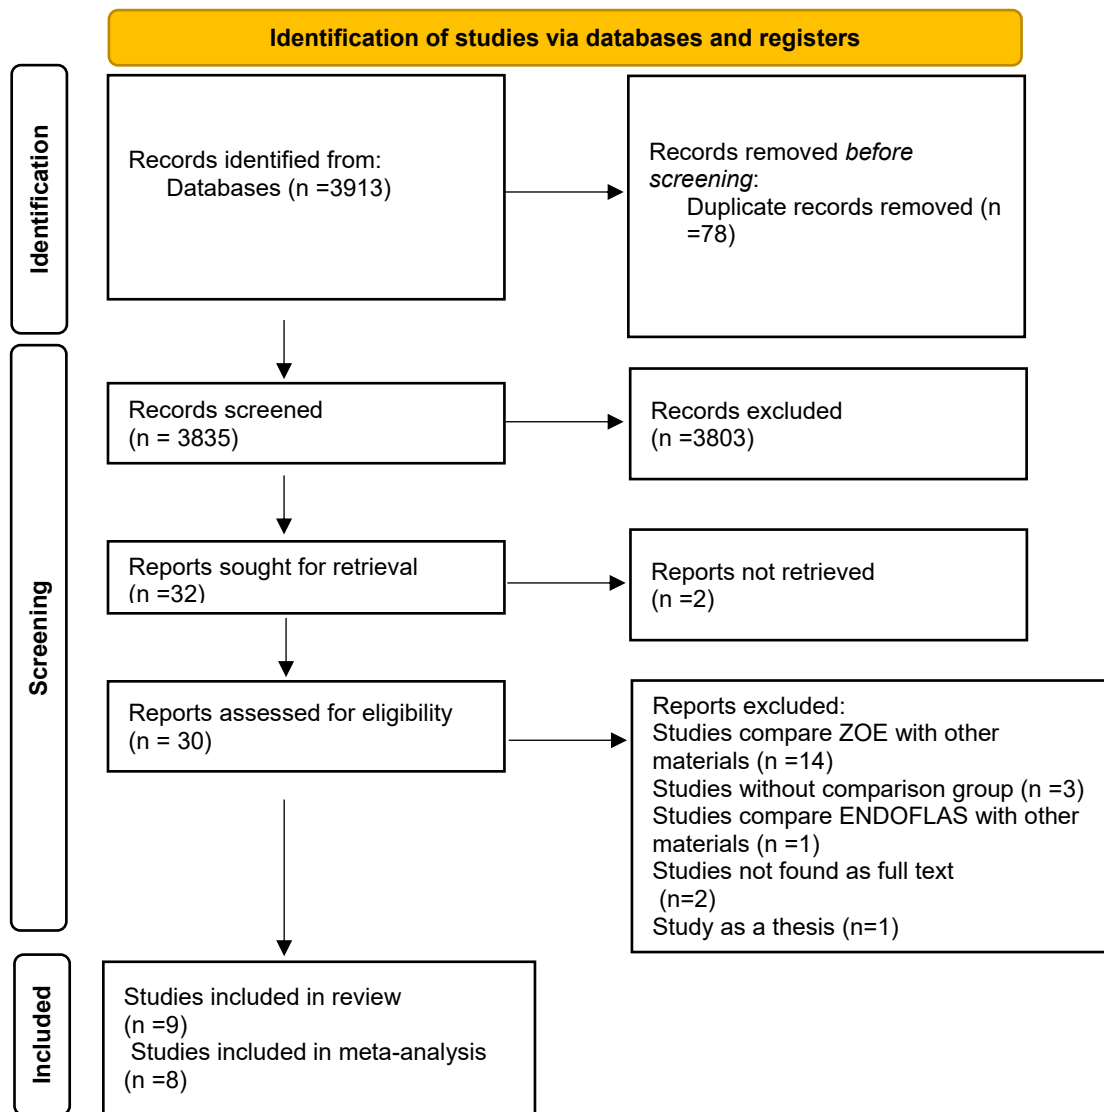 Identification of studies via databases and registers
Identification
Records identified from:
Databases (n =3913)
Records removed before
screening:
Duplicate records removed (n
=78)
Screening
Records screened
(n = 3835)
Records excluded
(n =3803)
Reports sought for retrieval
(n =32)
Reports not retrieved
(n =2)
Reports assessed for eligibility
(n = 30)
Reports excluded:
Studies compare ZOE with other
materials (n =14)
Studies without comparison group (n =3)
Studies compare ENDOFLAS with other
materials (n =1)
Studies not found as full text
(n=2)
Study as a thesis (n=1)
Included
Studies included in review
(n =9)
Studies included in meta-analysis
(n =8)